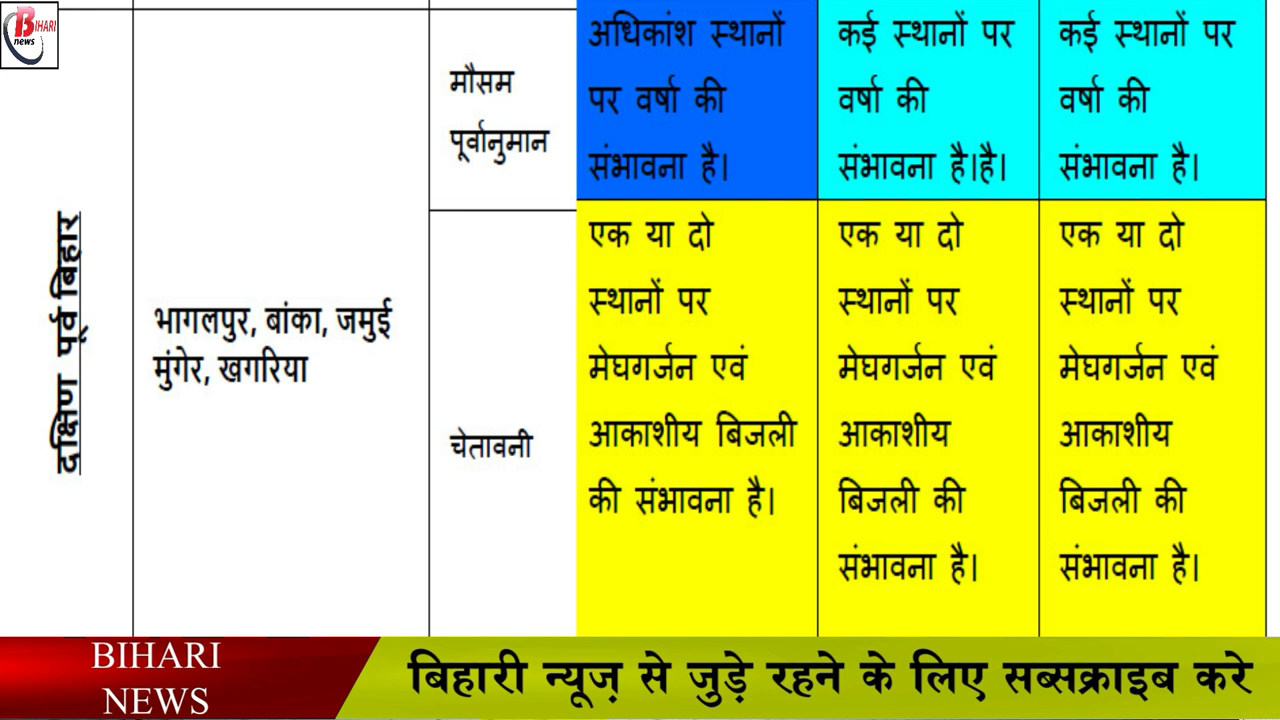 BIHARI
news
दक्षिण पूर्व बिहार
भागलपुर, बांका, जमुई
मुंगेर, खगरिया
मौसम
पूर्वानुमान
अधिकांश स्थानों
पर वर्षा की
संभावना है।
कई स्थानों पर
वर्षा की
संभावना है।है।
कई स्थानों पर
वर्षा की
संभावना है।
चेतावनी
एक या दो
स्थानों पर
मेघगर्जन एवं
आकाशीय बिजली
की संभावना है।
एक या दो
स्थानों पर
मेघगर्जन एवं
आकाशीय
बिजली की
संभावना है।
एक या दो
स्थानों पर
मेघगर्जन एवं
आकाशीय
बिजली की
संभावना है।
BIHARI
NEWS
बिहारी न्यूज़ से जुड़े रहने के लिए सब्सक्राइब करे